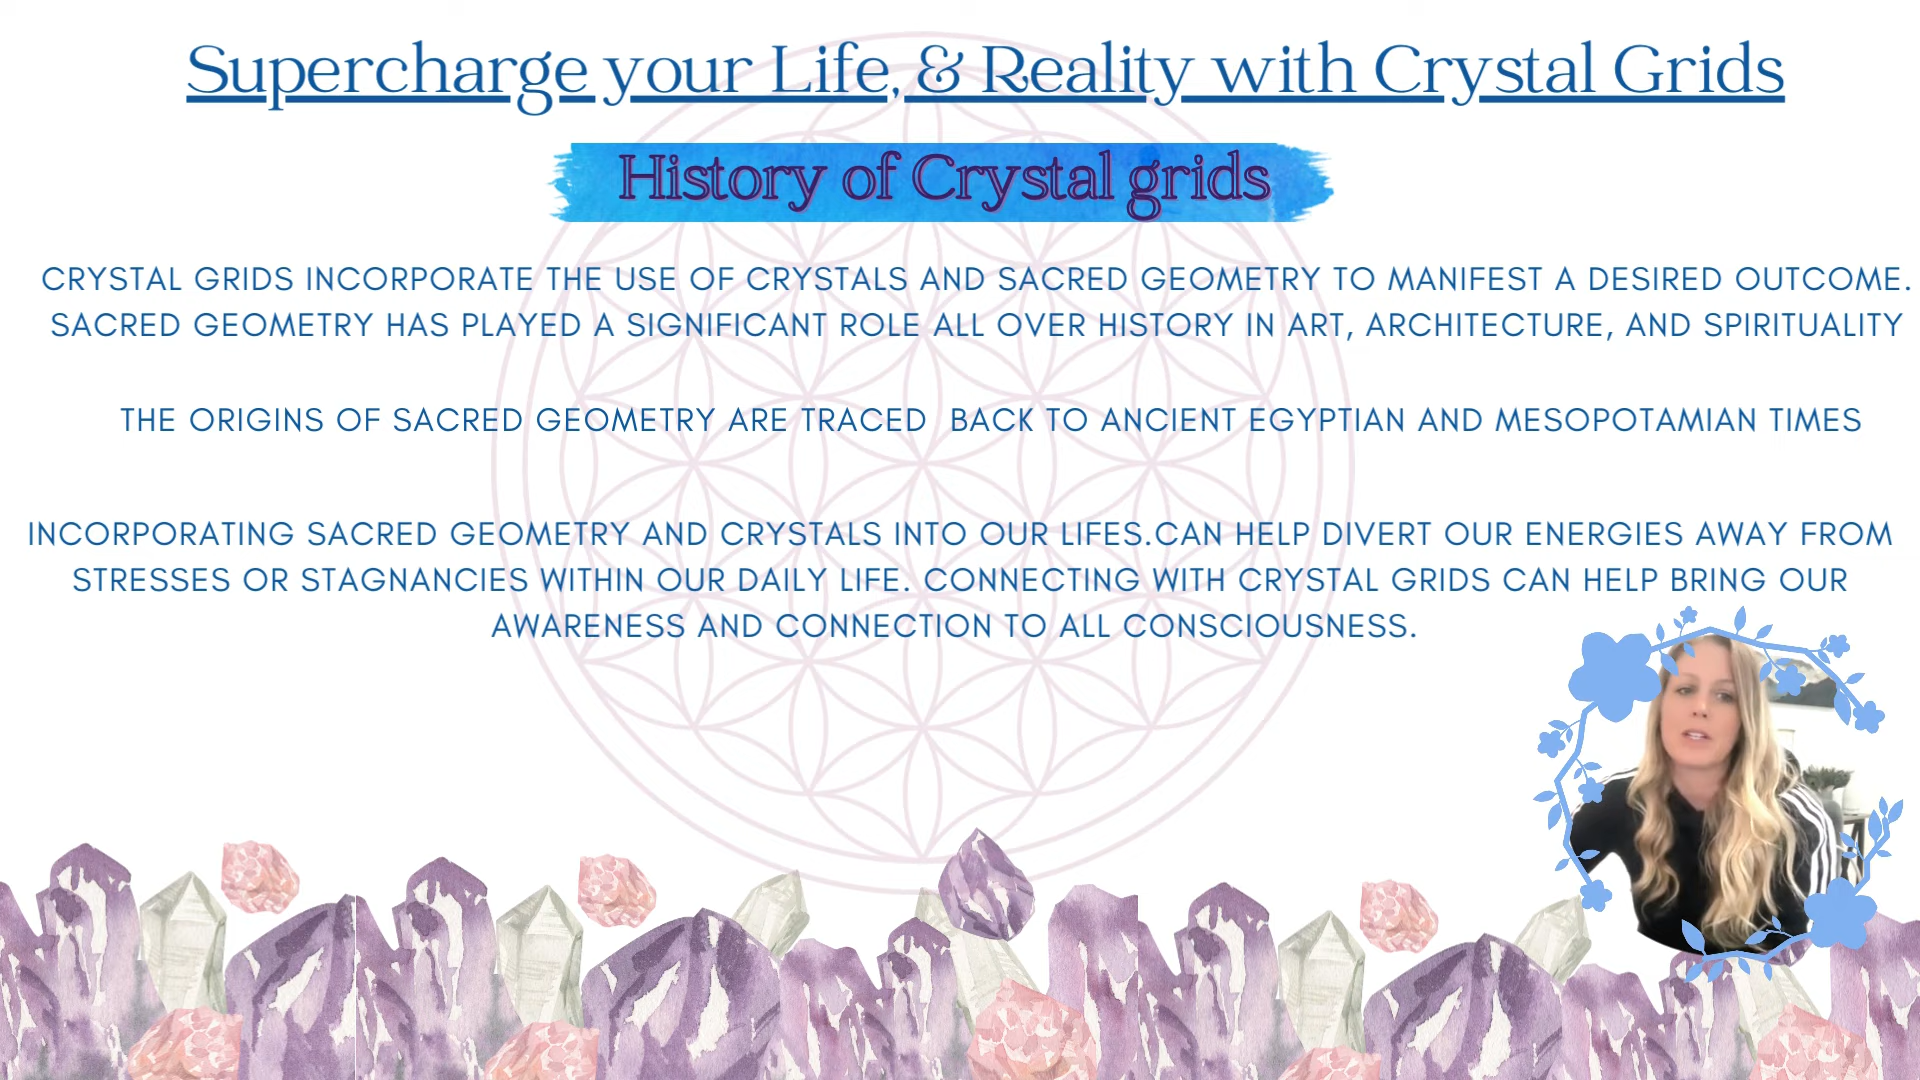 Supercharge your Life, & Reality with Crystal Grids
History of Crystal grids
CRYSTAL GRIDS INCORPORATE THE USE OF CRYSTALS AND SACRED GEOMETRY TO MANIFEST A DESIRED OUTCOME.
SACRED GEOMETRY HAS PLAYED A SIGNIFICANT ROLE ALL OVER HISTORY IN ART, ARCHITECTURE, AND SPIRITUALITY
THE ORIGINS OF SACRED GEOMETRY ARE TRACED  BACK TO ANCIENT EGYPTIAN AND MESOPOTAMIAN TIMES
INCORPORATING SACRED GEOMETRY AND CRYSTALS INTO OUR LIFES.CAN HELP DIVERT OUR ENERGIES AWAY FROM
STRESSES OR STAGNANCIES WITHIN OUR DAILY LIFE. CONNECTING WITH CRYSTAL GRIDS CAN HELP BRING OUR
AWARENESS AND CONNECTION TO ALL CONSCIOUSNESS.